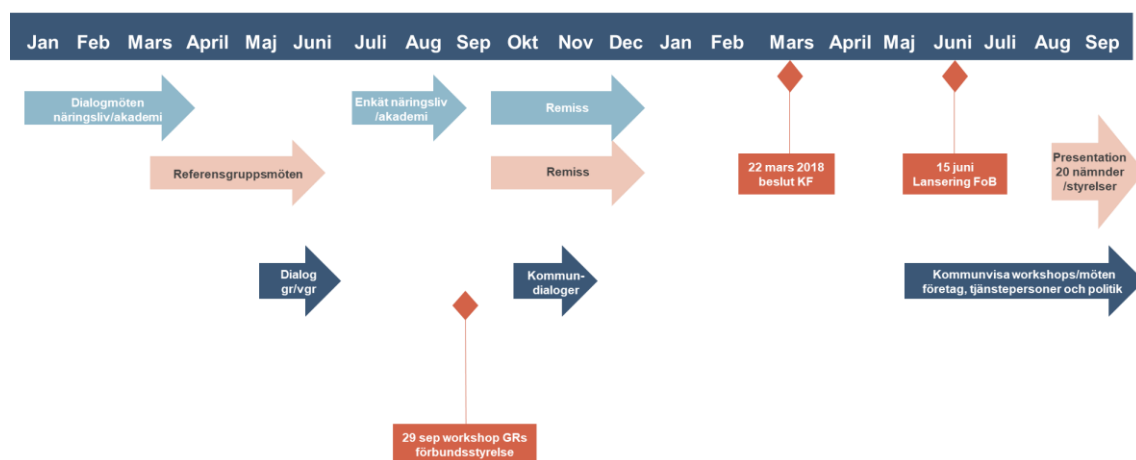 Jan Feb Mars April Maj Juni Juli Aug Sep Okt Nov Dec Jan Feb Mars April Maj Juni Juli Aug Sep
Dialogmöten
näringsliv/akademi
Enkät näringsliv
/akademi
Remiss
Referensgruppsmöten
Remiss
22 mars 2018
beslut KF
15 juni
Lansering FoB
Presentation
20 nämnder
/styrelser
Dialog
gr/vgr
Kommun-
dialoger
Kommunvisa workshops/möten
företag, tjänstepersoner och politik
29 sep workshop GRs
förbundsstyrelse